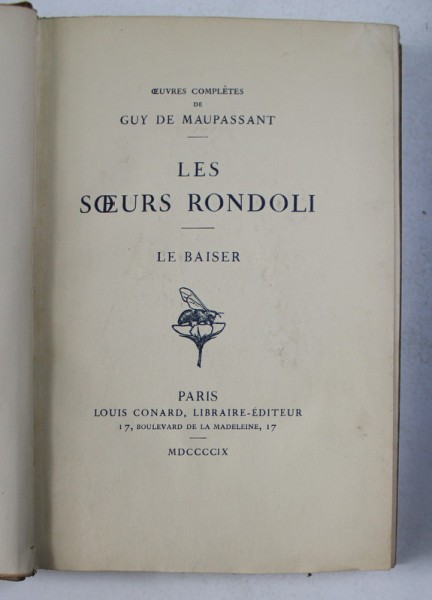 ŒUVRES COMPLÈTES
DE
GUY DE MAUPASSANT
LES
SŒURS RONDOLI
LE BAISER
PARIS
LOUIS CONARD, LIBRAIRE-ÉDITEUR
17, BOULEVARD DE LA MADELEINE, 17
MDCCCCIX